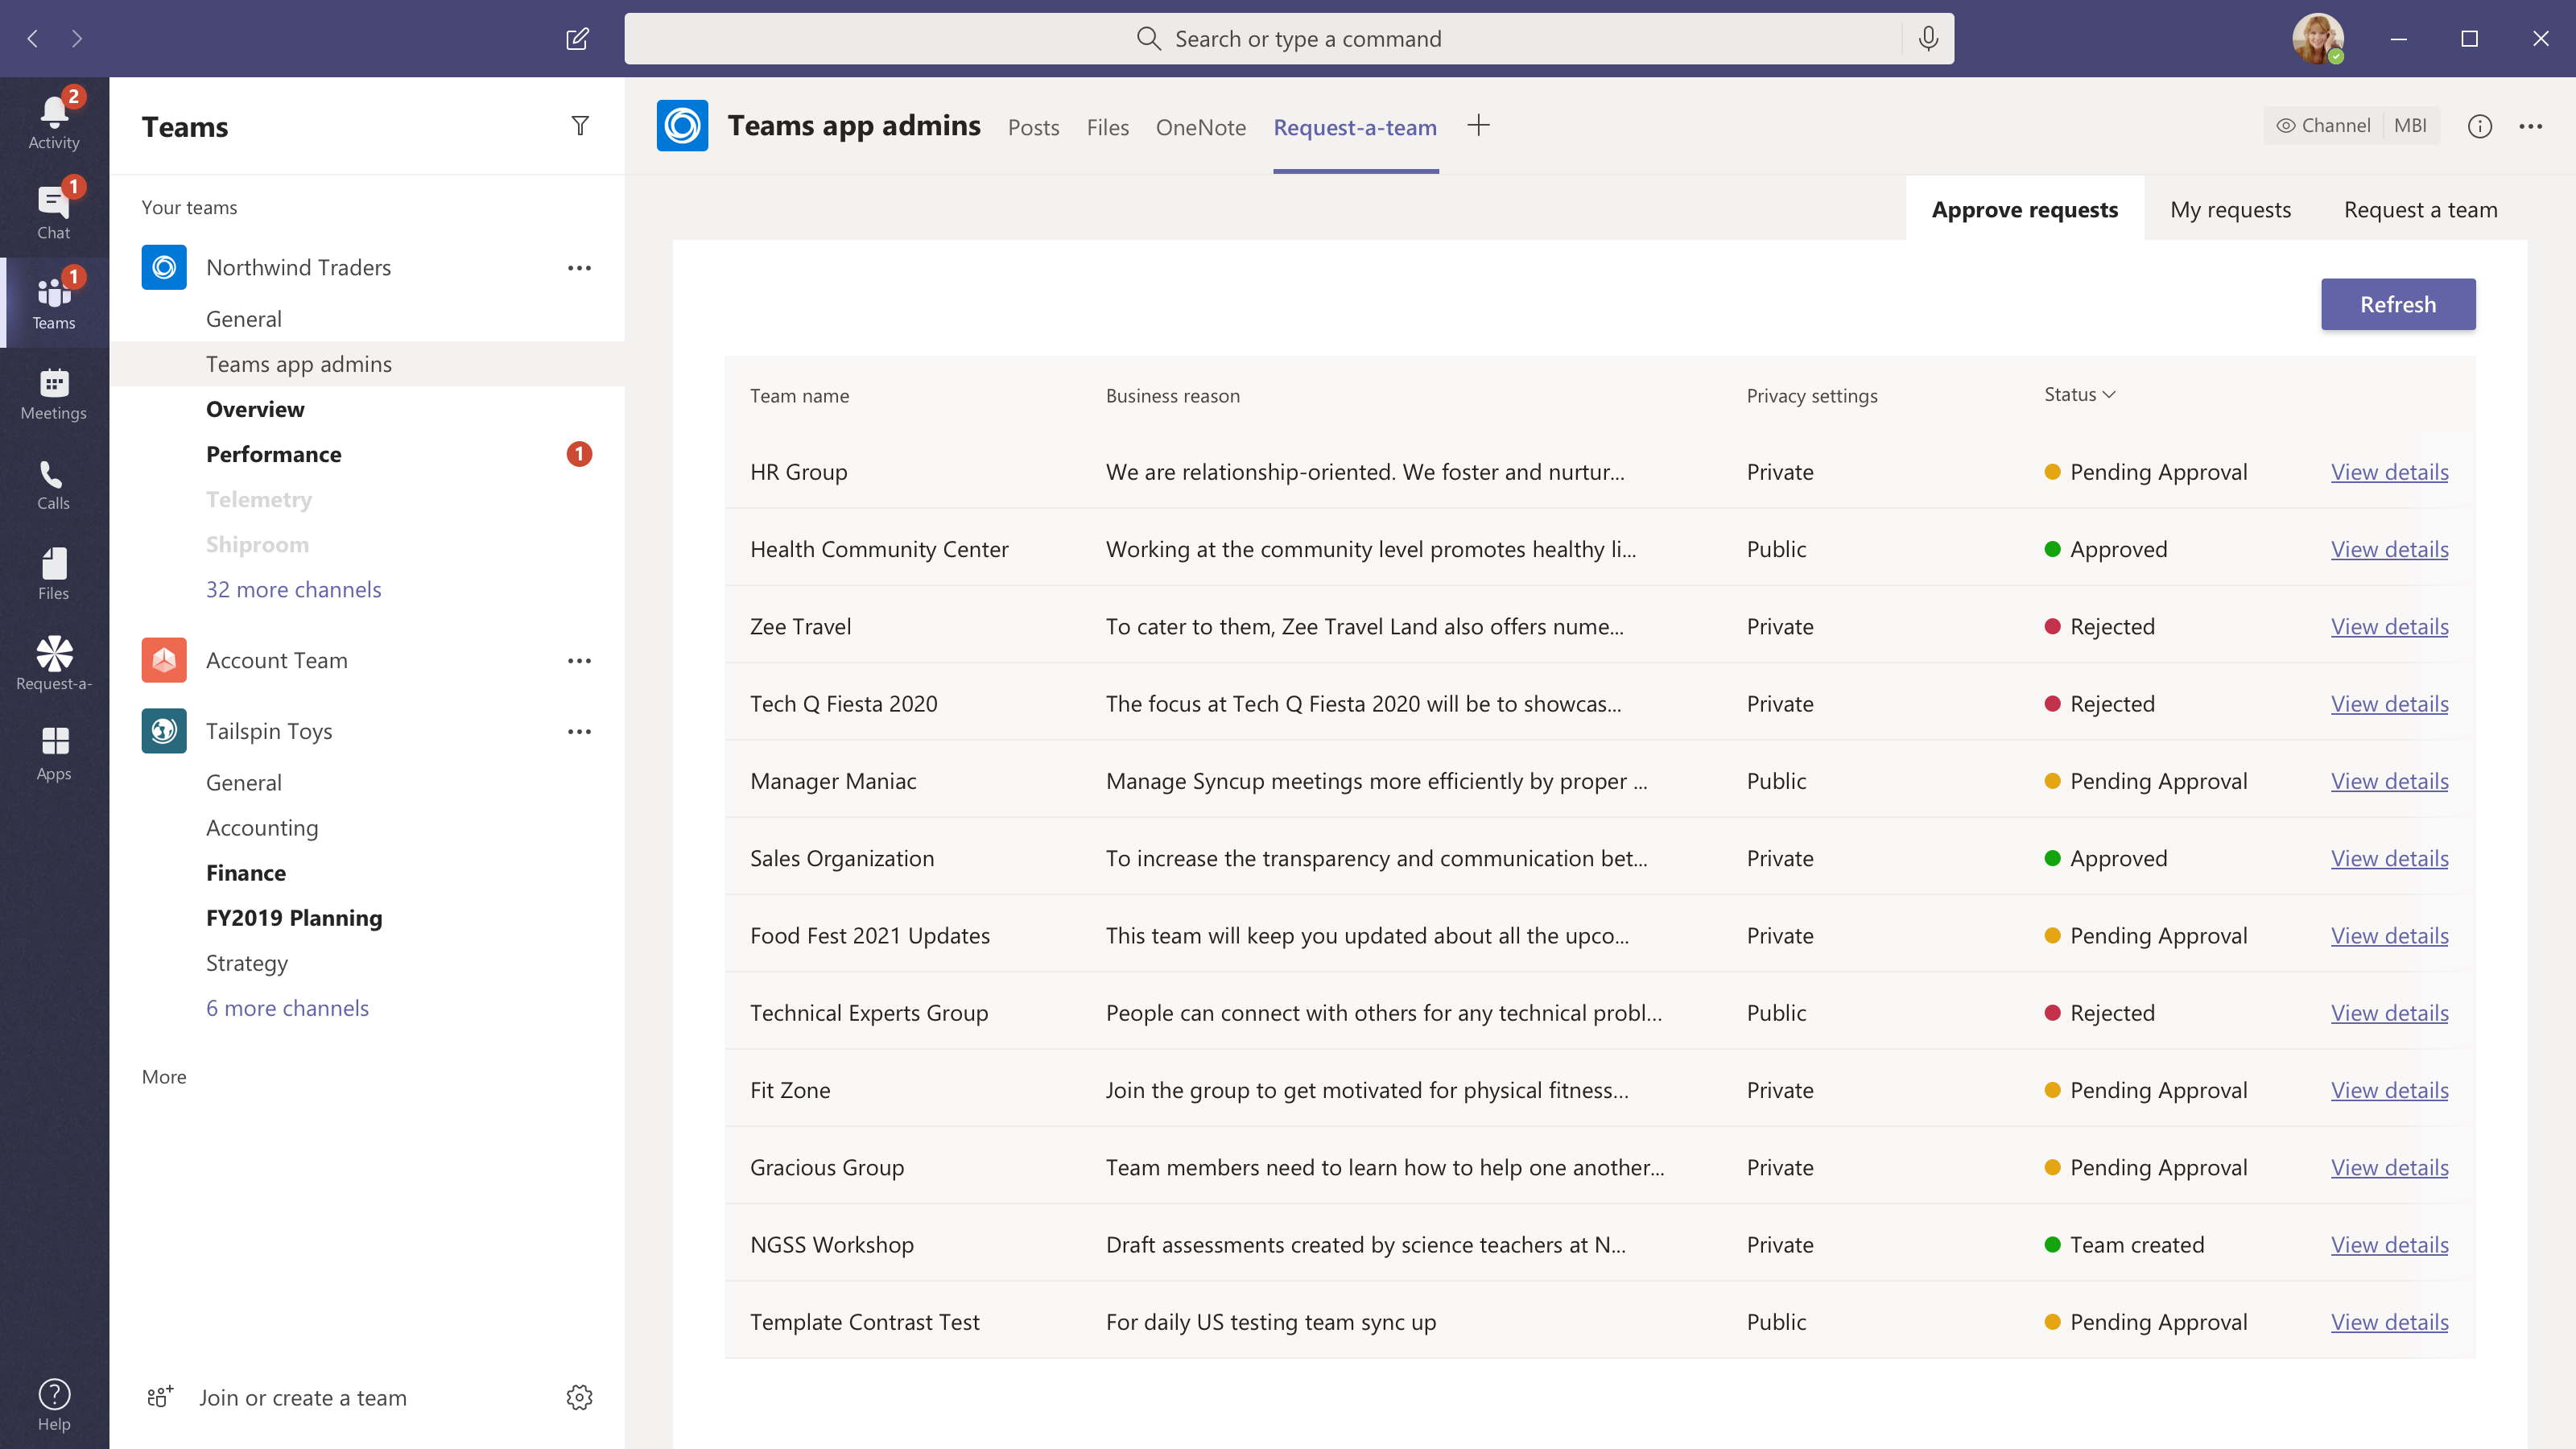 Search or type a command
2
Activity
1
Chat
1
Teams
Meetings
Calls
Files
Request-a-
Apps
Help
Teams
Your teams
Northwind Traders
General
Teams app admins
Overview
Performance 1
Telemetry
Shiproom
32 more channels
Account Team
Tailspin Toys
General
Accounting
Finance
FY2019 Planning
Strategy
6 more channels
More
Join or create a team
Teams app admins Posts Files OneNote Request-a-team Channel MBI
Approve requests My requests Request a team
Refresh
Team name Business reason Privacy settings Status
HR Group We are relationship-oriented. We foster and nurtur... Private Pending Approval View details
Health Community Center Working at the community level promotes healthy li... Public Approved View details
Zee Travel To cater to them, Zee Travel Land also offers nume... Private Rejected View details
Tech Q Fiesta 2020 The focus at Tech Q Fiesta 2020 will be to showcas... Private Rejected View details
Manager Maniac Manage Syncup meetings more efficiently by proper ... Public Pending Approval View details
Sales Organization To increase the transparency and communication bet... Private Approved View details
Food Fest 2021 Updates This team will keep you updated about all the upco... Private Pending Approval View details
Technical Experts Group People can connect with others for any technical probl... Public Rejected View details
Fit Zone Join the group to get motivated for physical fitness... Private Pending Approval View details
Gracious Group Team members need to learn how to help one another... Private Pending Approval View details
NGSS Workshop Draft assessments created by science teachers at N... Private Team created View details
Template Contrast Test For daily US testing team sync up Public Pending Approval View details